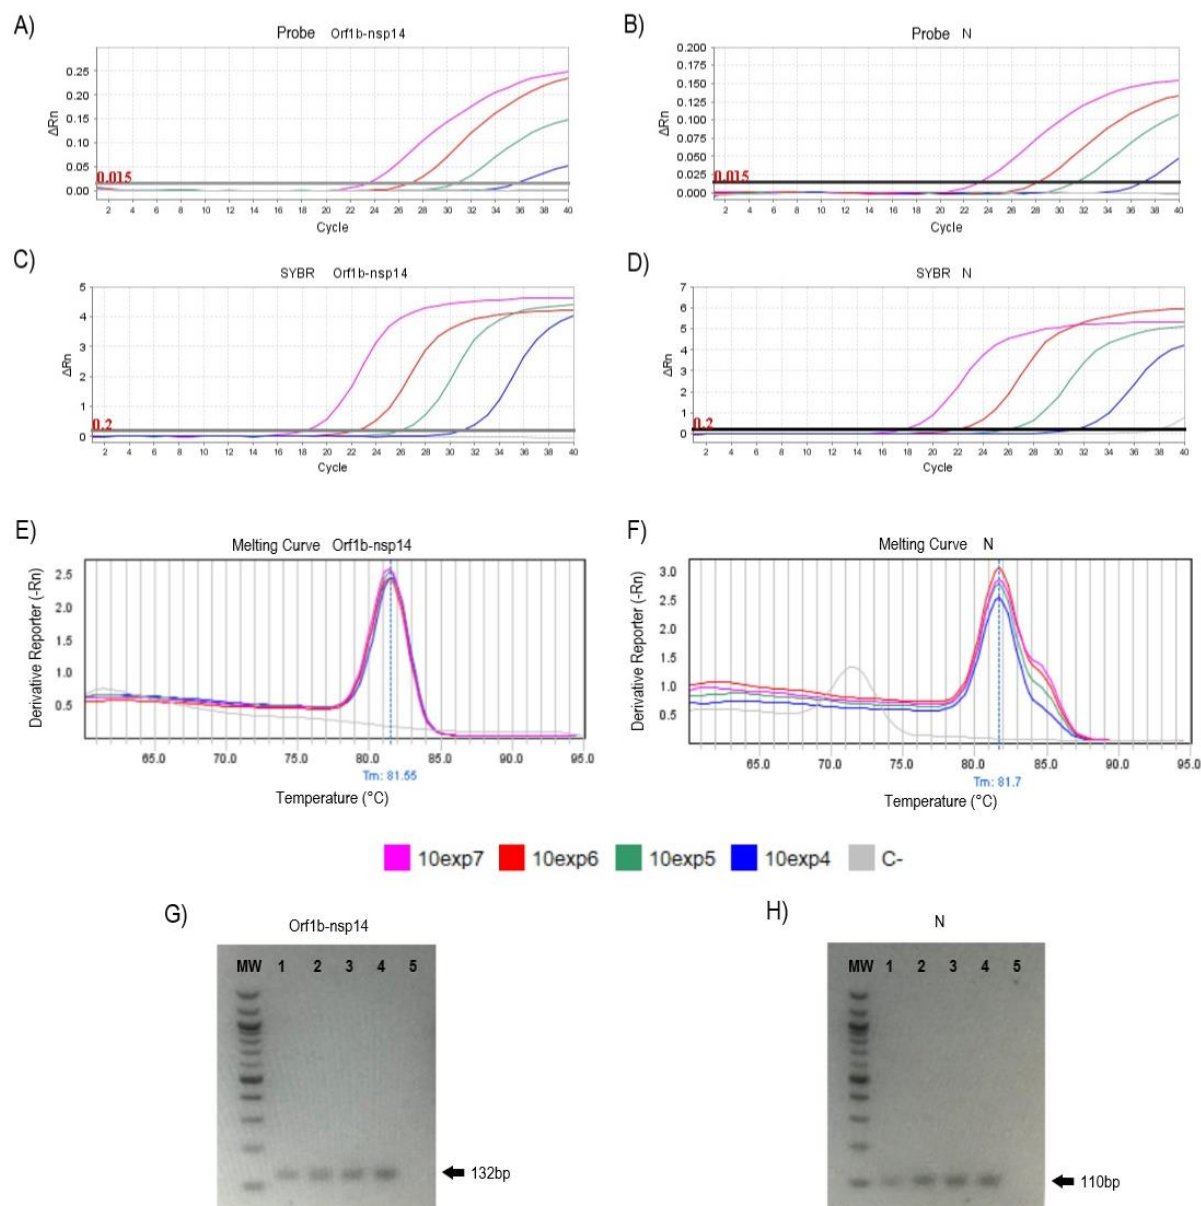 A)
Probe Orf1b-nsp14
ΔRn
0.25
0.20
0.15
0.10
0.05
0.00
0.015
2 4 6 8 10 12 14 16 18 20 22 24 26 28 30 32 34 36 38 40
Cycle
B)
Probe N
ΔRn
0.200
0.175
0.150
0.125
0.100
0.075
0.050
0.025
0.000
0.015
2 4 6 8 10 12 14 16 18 20 22 24 26 28 30 32 34 36 38 40
Cycle
C)
SYBR Orf1b-nsp14
ΔRn
5
4
3
2
1
0
0.2
2 4 6 8 10 12 14 16 18 20 22 24 26 28 30 32 34 36 38 40
Cycle
D)
SYBR N
ΔRn
7
6
5
4
3
2
1
0
0.2
2 4 6 8 10 12 14 16 18 20 22 24 26 28 30 32 34 36 38 40
Cycle
E)
Melting Curve Orf1b-nsp14
Derivative Reporter (-Rn)
2.5
2.0
1.5
1.0
0.5
65.0 70.0 75.0 80.0 85.0 90.0 95.0
Tm: 81.55
Temperature (°C)
F)
Melting Curve N
Derivative Reporter (-Rn)
3.0
2.5
2.0
1.5
1.0
0.5
65.0 70.0 75.0 80.0 85.0 90.0 95.0
Tm: 81.7
Temperature (°C)
10exp7 10exp6 10exp5 10exp4 C-
G)
Orf1b-nsp14
MW 1 2 3 4 5
132bp
H)
N
MW 1 2 3 4 5
110bp